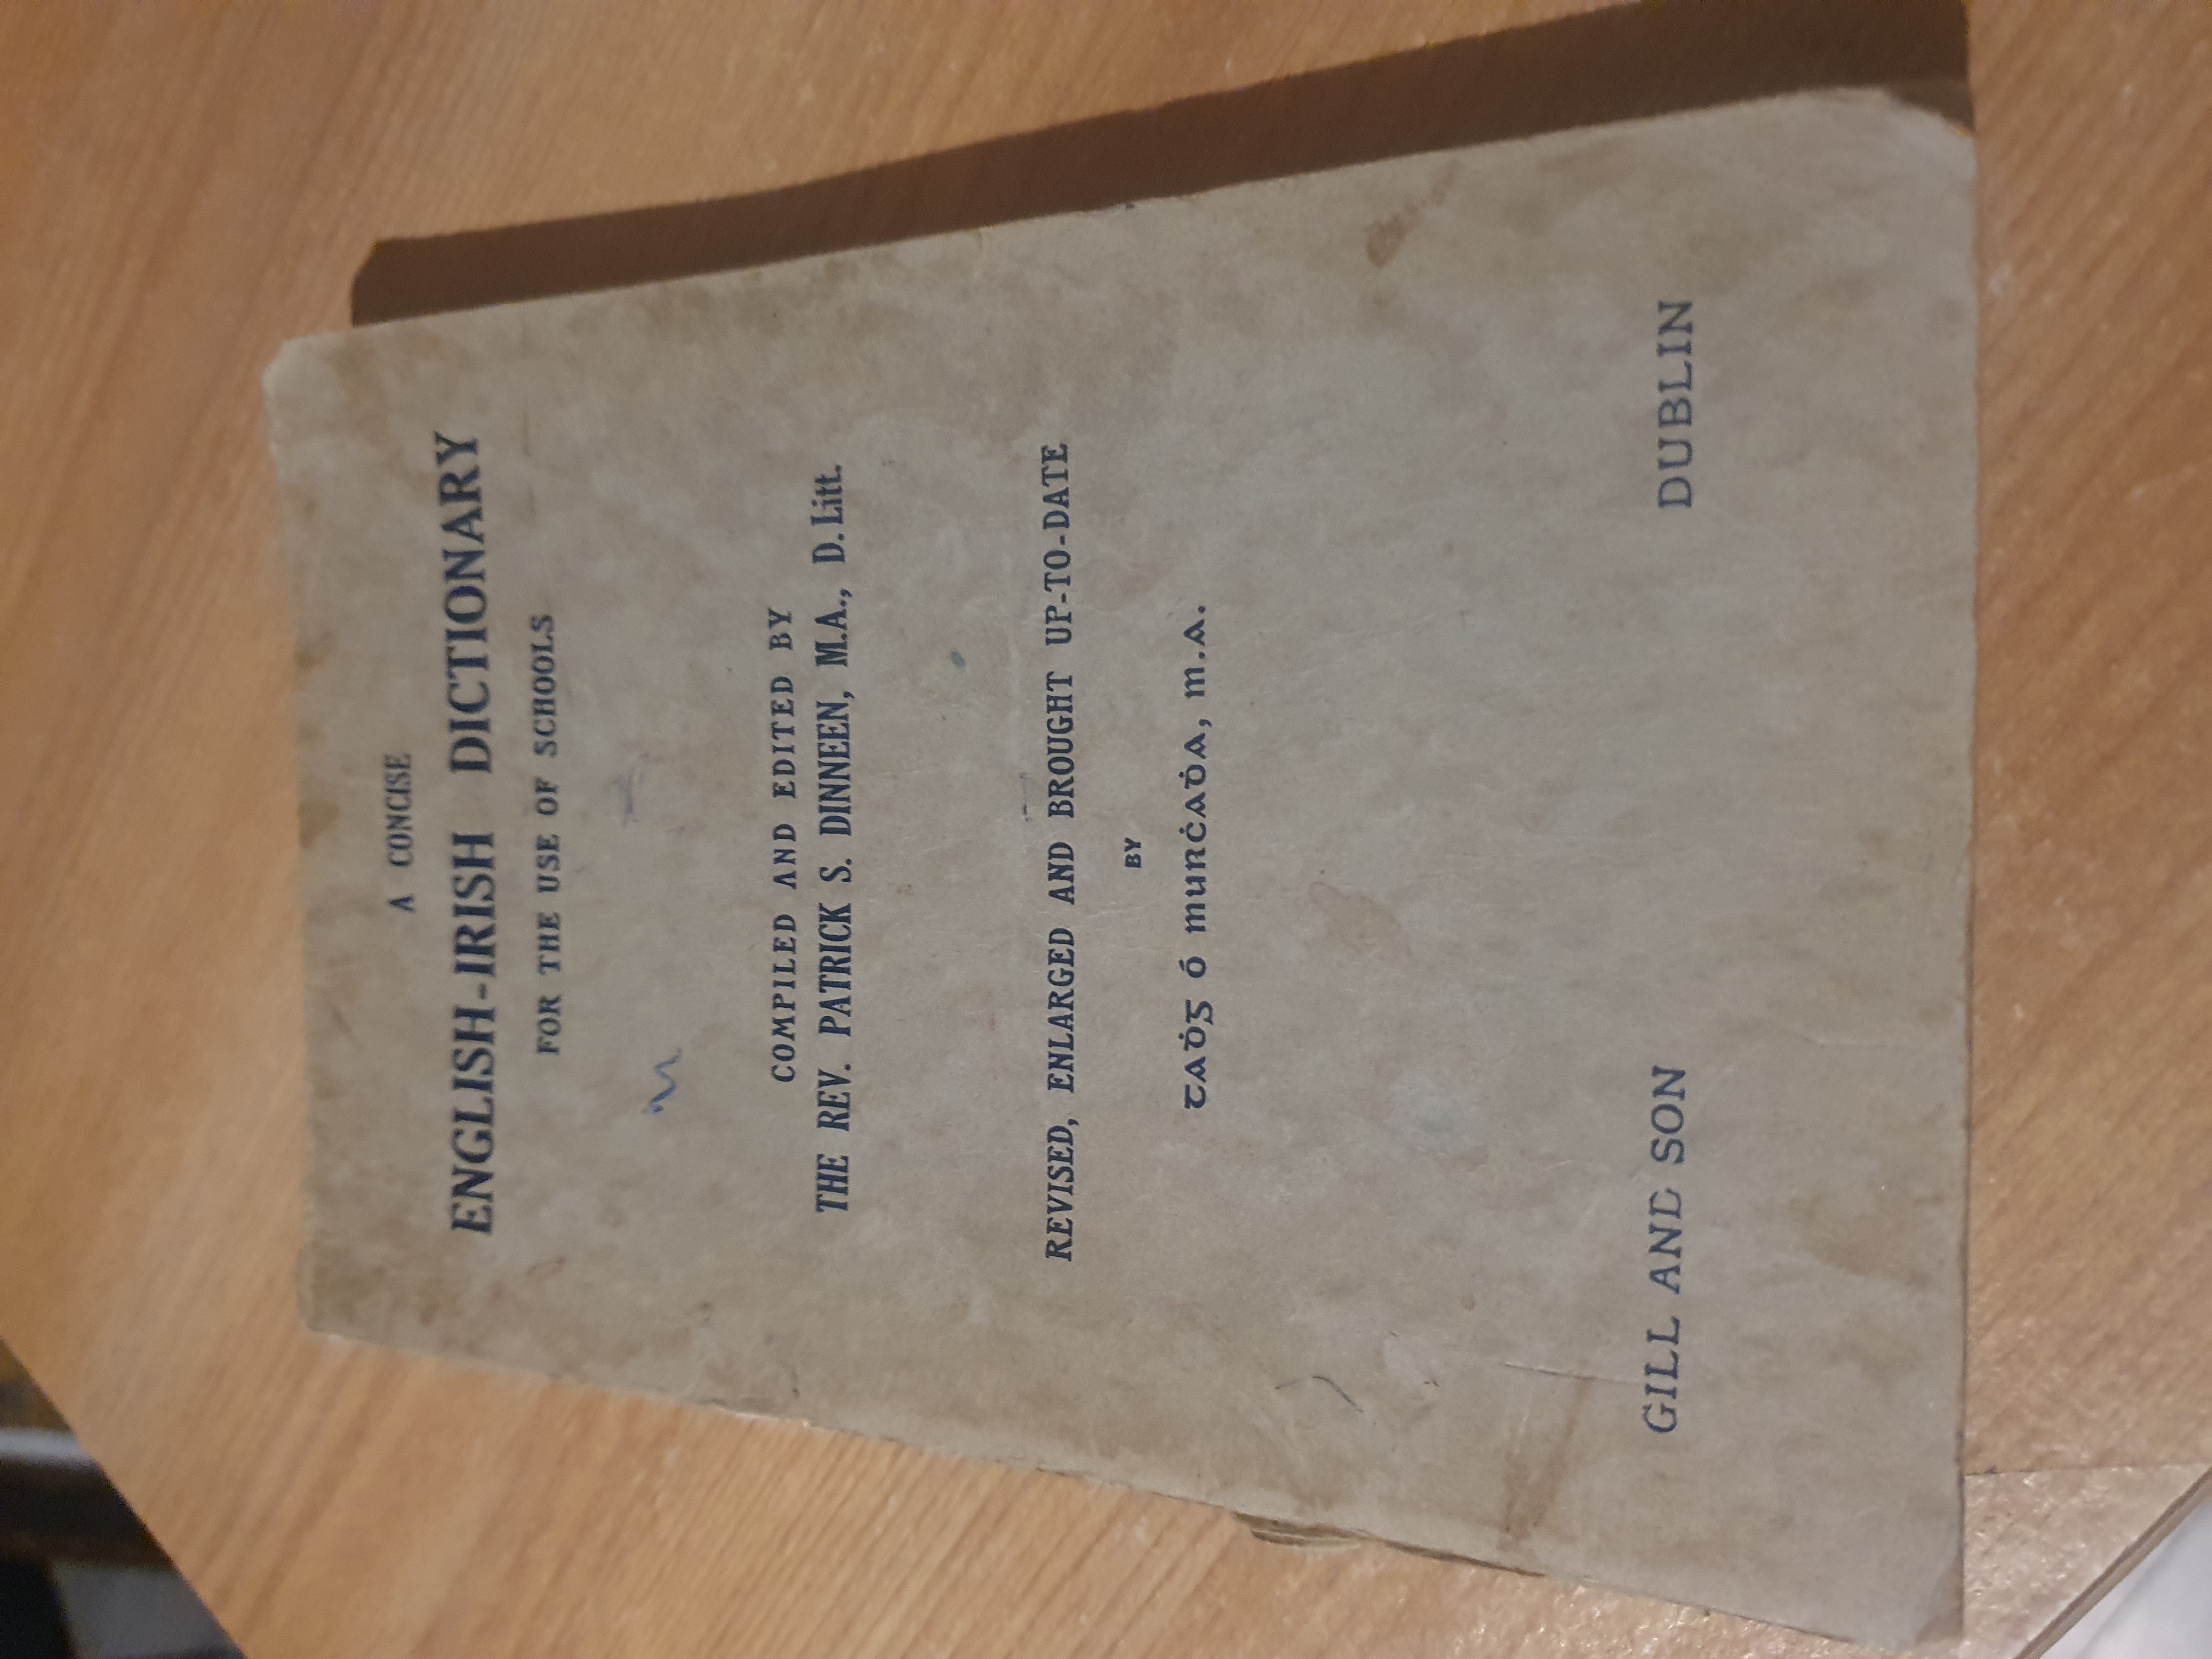 A CONCISE
ENGLISH-IRISH DICTIONARY
FOR THE USE OF SCHOOLS
COMPILED AND EDITED BY
THE REV. PATRICK S. DINNEEN, M.A., D.Litt.
REVISED, ENLARGED AND BROUGHT UP-TO-DATE
BY
Taḋg ó Murċaḋa, m.A.
GILL AND SON DUBLIN